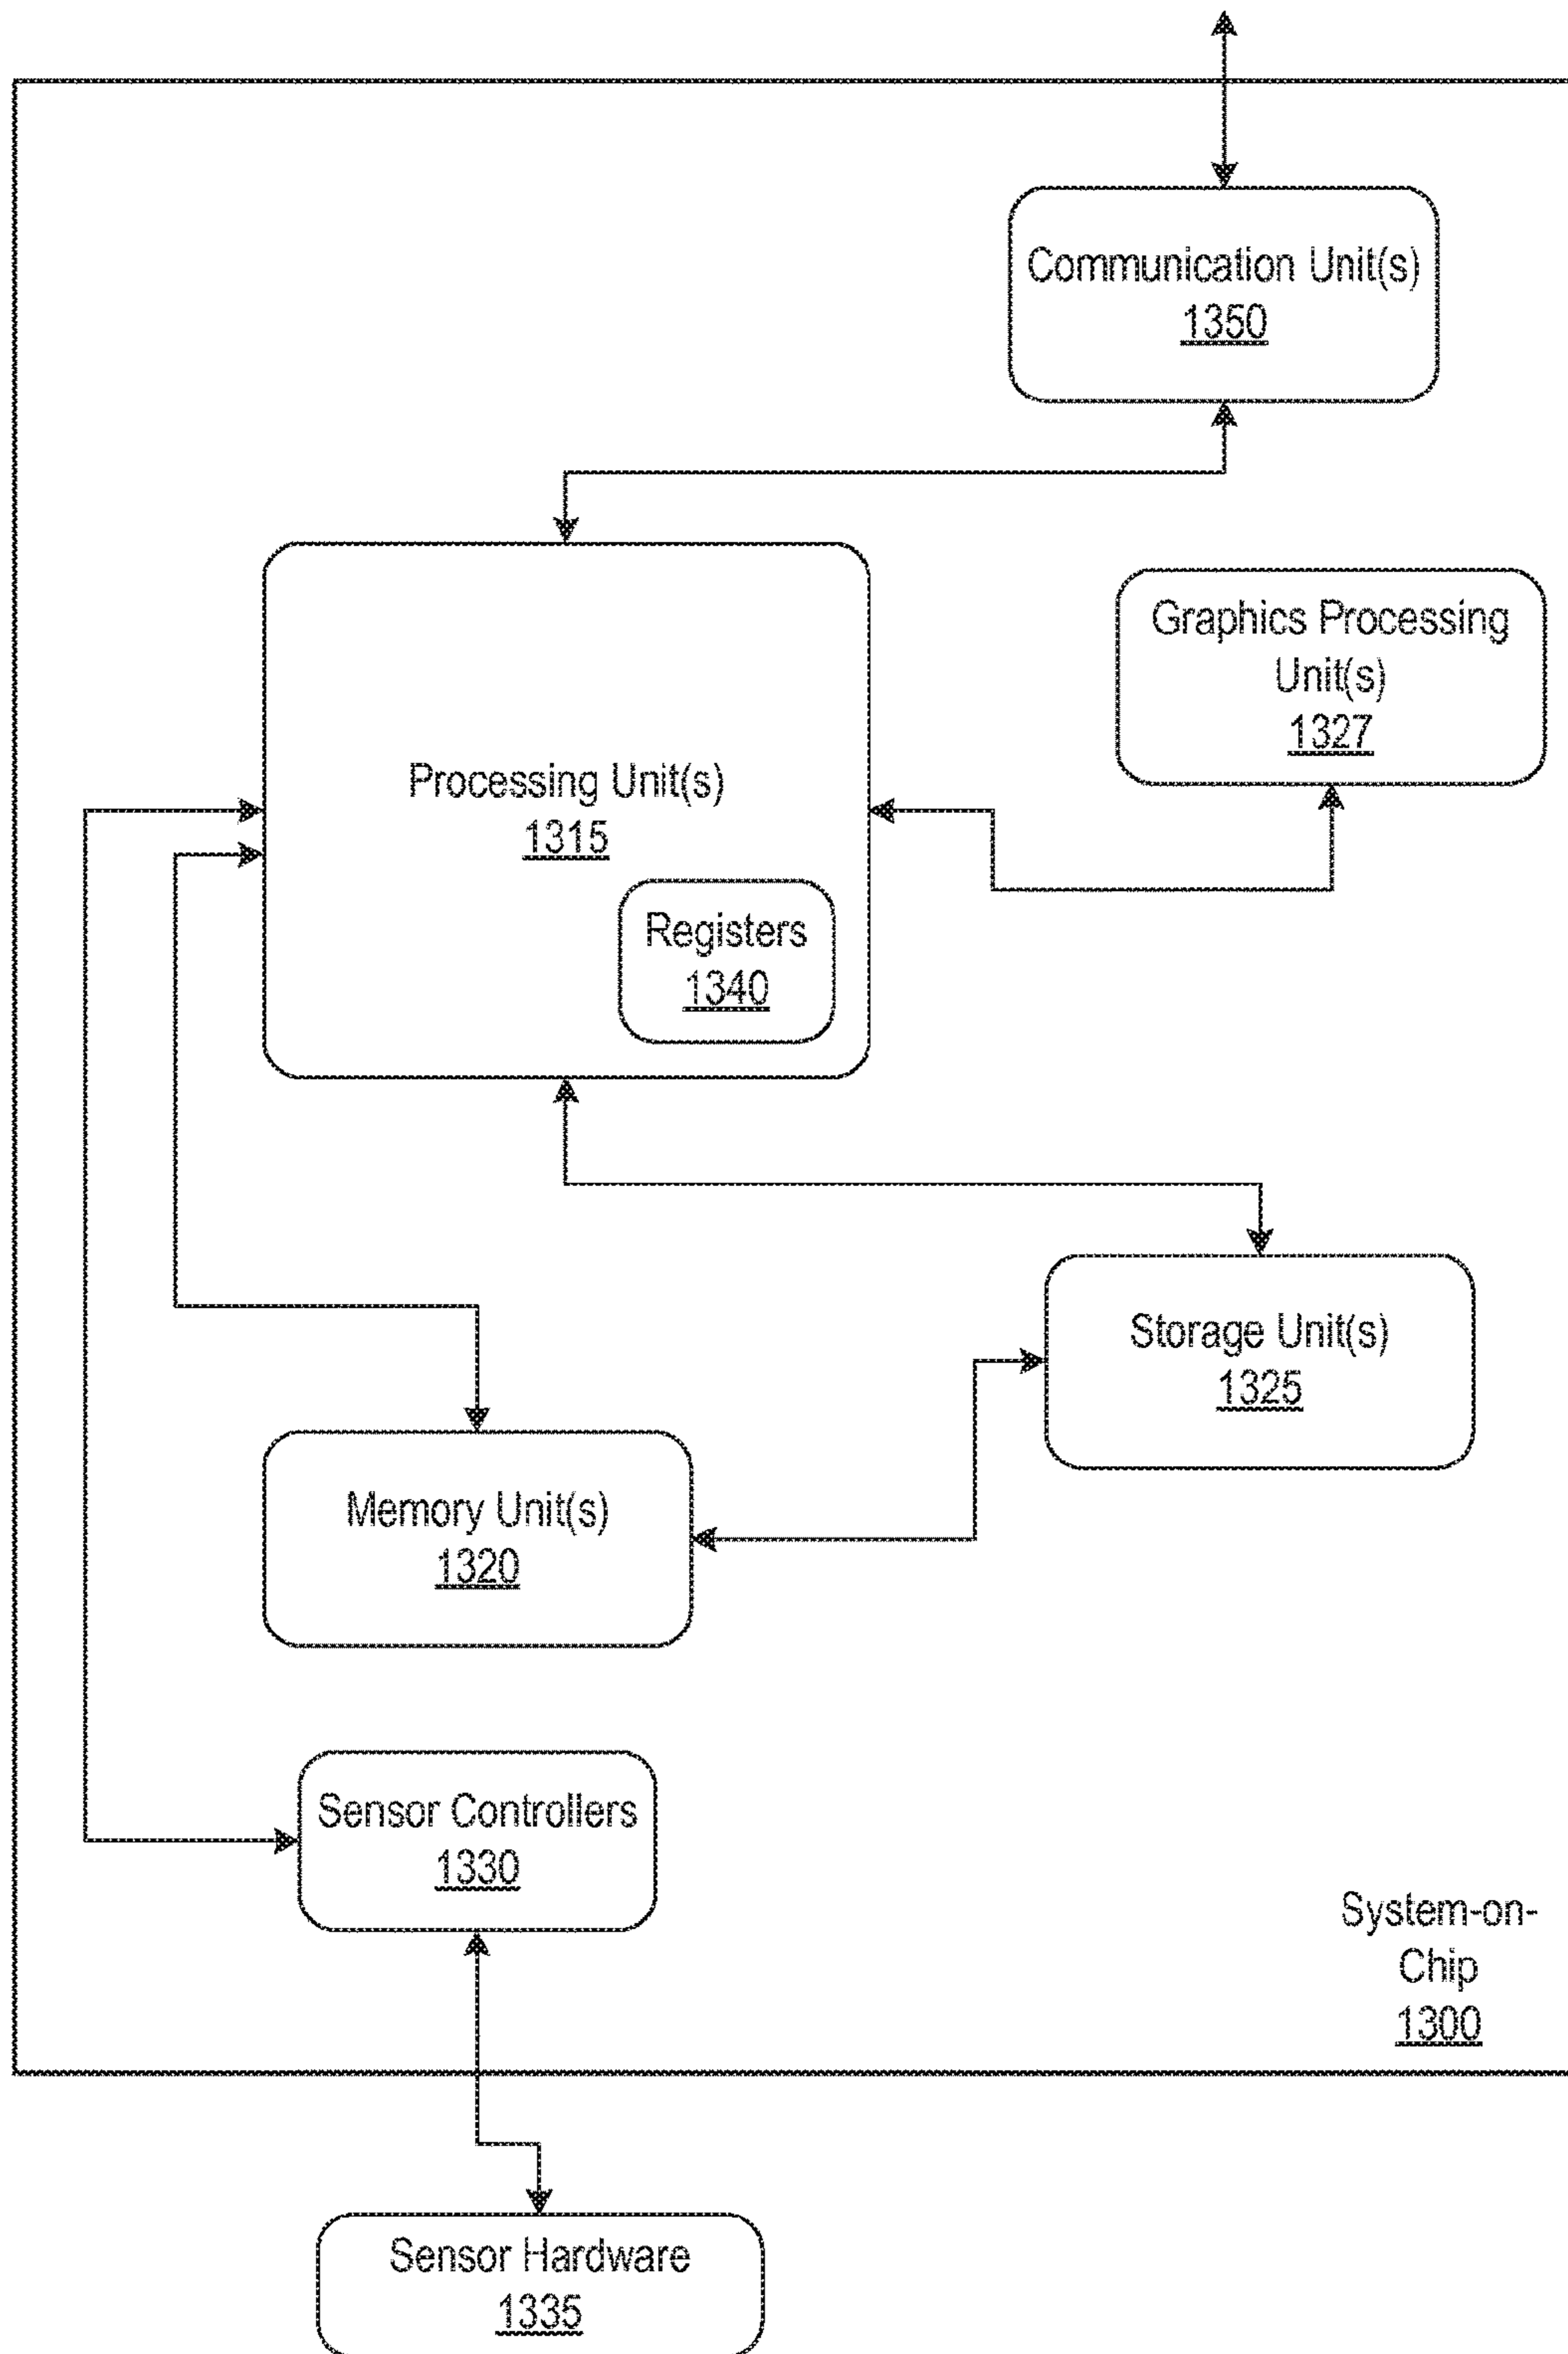 Communication Unit(s)
1350
Graphics Processing
Unit(s)
1327
Processing Unit(s)
1315
Registers
1340
Storage Unit(s)
1325
Memory Unit(s)
1320
Sensor Controllers
1330
System-on-
Chip
1300
Sensor Hardware
1335